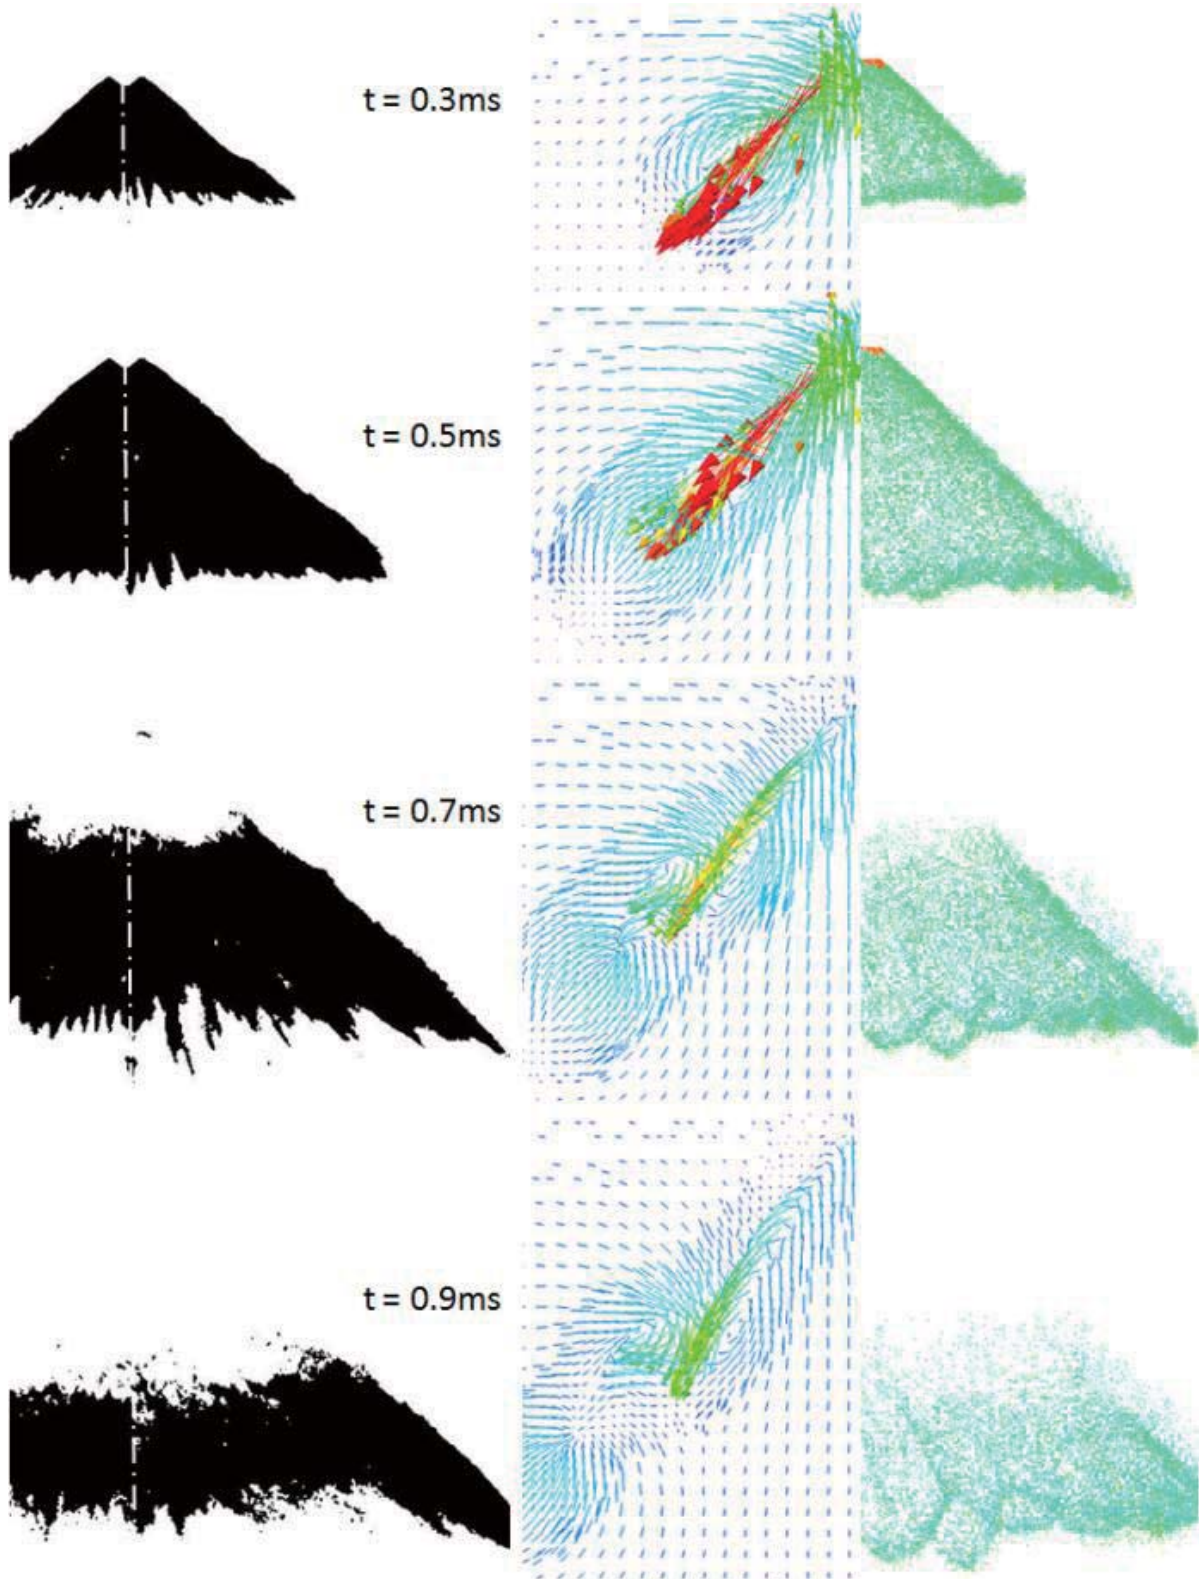 t = 0.3ms
t = 0.5ms
t = 0.7ms
t = 0.9ms